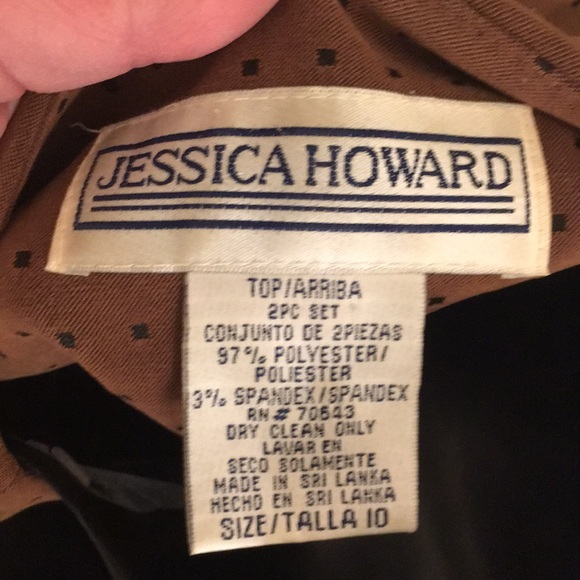 JESSICA HOWARD
TOP/ARRIBA
2PC SET
CONJUNTO DE 2PIEZAS
97% POLYESTER/
POLIESTER
3% SPANDEX/SPANDEX
RN# 70643
DRY CLEAN ONLY
LAVAR EN
SECO SOLAMENTE
MADE IN SRI LANKA
HECHO EN SRI LANKA
SIZE/TALLA 10